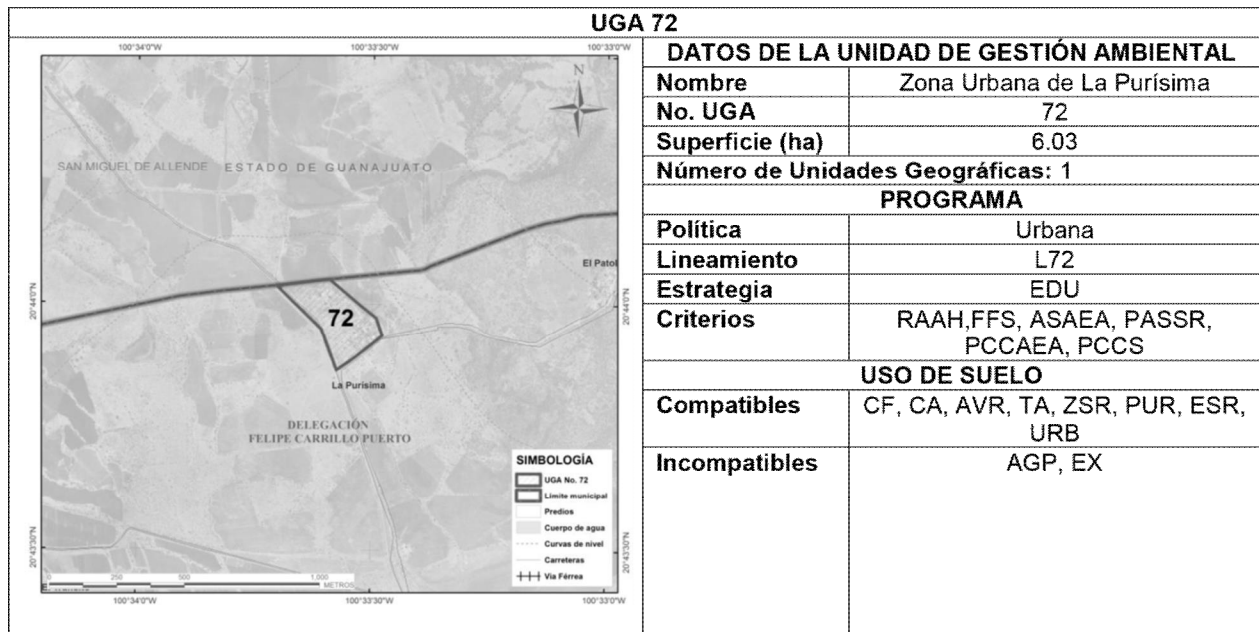 UGA 72
100°34'0"W
100°33'30"W
100°33'0"W
N
SAN MIGUEL DE ALLENDE
ESTADO DE GUANAJUATO
El Patol
20°44'0"N
20°44'0"N
72
La Purísima
DELEGACIÓN
FELIPE CARRILLO PUERTO
20°43'30"N
20°43'30"N
SIMBOLOGÍA
UGA No. 72
Límite municipal
Predios
Cuerpo de agua
Curvas de nivel
Carreteras
Vía Férrea
250
500
1,000
METROS
100°34'0"W
100°33'30"W
100°33'0"W
DATOS DE LA UNIDAD DE GESTIÓN AMBIENTAL
Nombre Zona Urbana de La Purísima
No. UGA 72
Superficie (ha) 6.03
Número de Unidades Geográficas: 1
PROGRAMA
Política Urbana
Lineamiento L72
Estrategia EDU
Criterios RAAH,FFS, ASAEA, PASSR,
PCCAEA, PCCS
USO DE SUELO
Compatibles CF, CA, AVR, TA, ZSR, PUR, ESR,
URB
Incompatibles AGP, EX